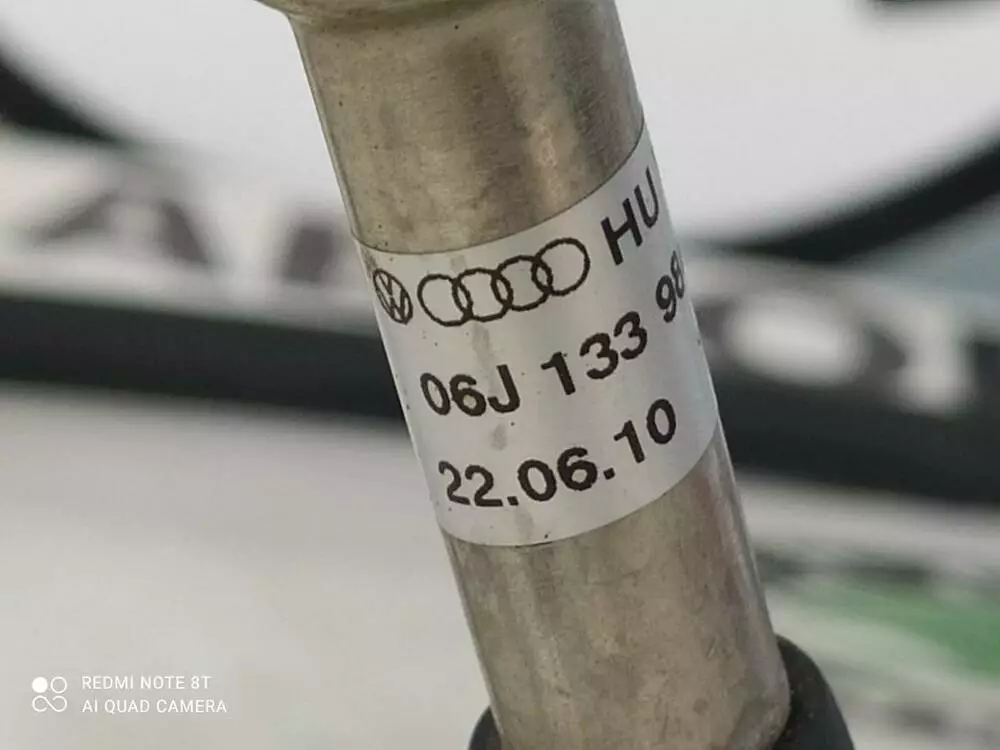 HU
06J 133 98
22.06.10
REDMI NOTE 8T
AI QUAD CAMERA